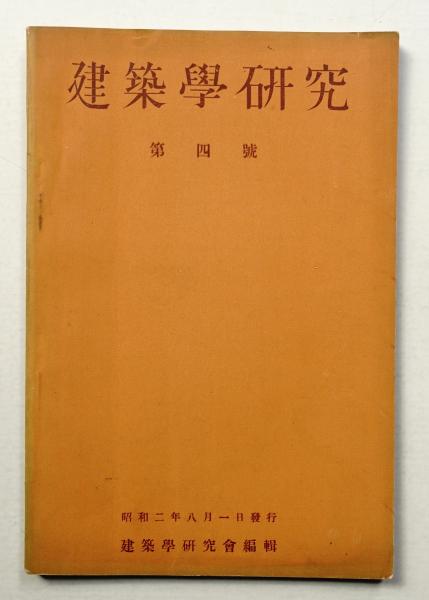 建築學研究
第四號
昭和二年八月一日發行
建築學研究會編輯